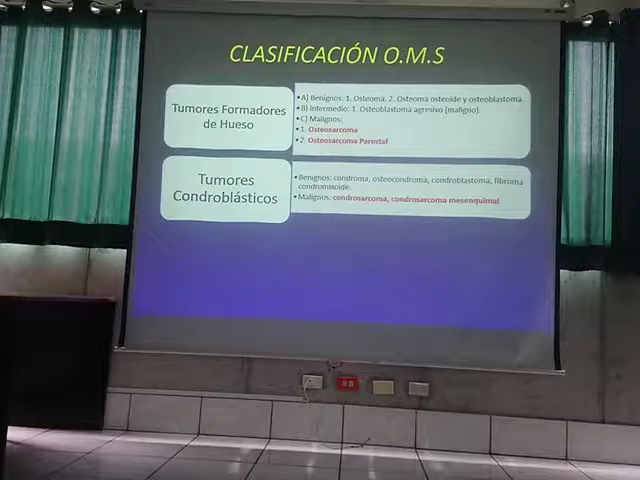 CLASIFICACIÓN O.M.S
Tumores Formadores
de Hueso
•A) Benignos: 1. Osteoma, 2. Osteoma osteoide y osteoblastoma.
•B) Intermedio: 1. Osteoblastoma agresivo (maligno).
•C) Malignos:
•1. Osteosarcoma
•2. Osteosarcoma Parostal
Tumores
Condroblásticos
•Benignos: condroma, osteocondroma, condroblastoma, fibroma
condromixoide.
•Malignos: condrosarcoma, condrosarcoma mesenquimal